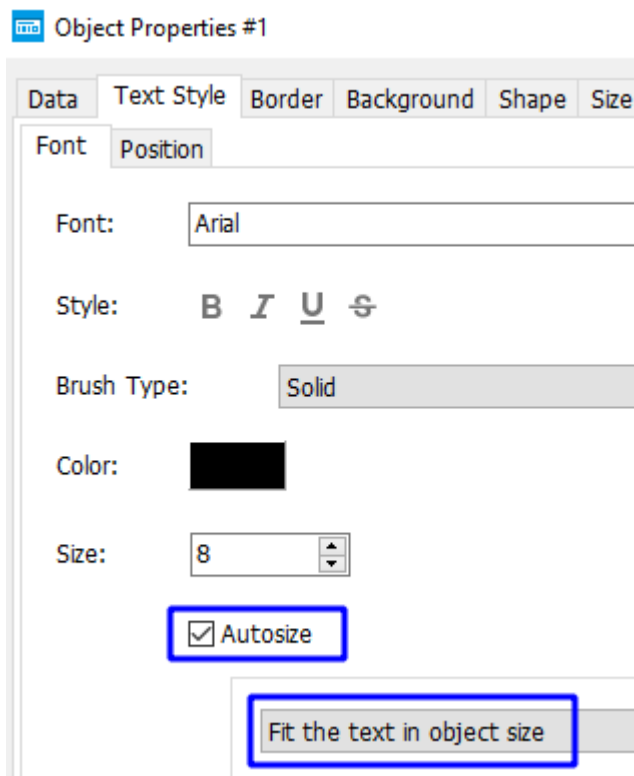 Object Properties #1
Data Text Style Border Background Shape Size
Font Position
Font: Arial
Style: B I U S
Brush Type: Solid
Color:
Size: 8
Autosize
Fit the text in object size